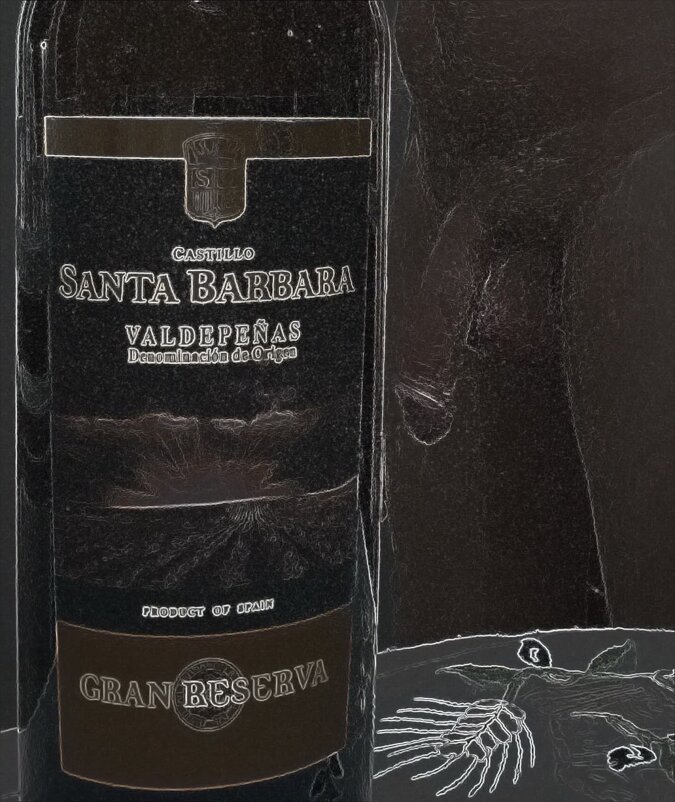 CASTILLO
SANTA BARBARA
VALDEPEÑAS
Denominación de Origen
PRODUCT OF SPAIN
GRAN RESERVA